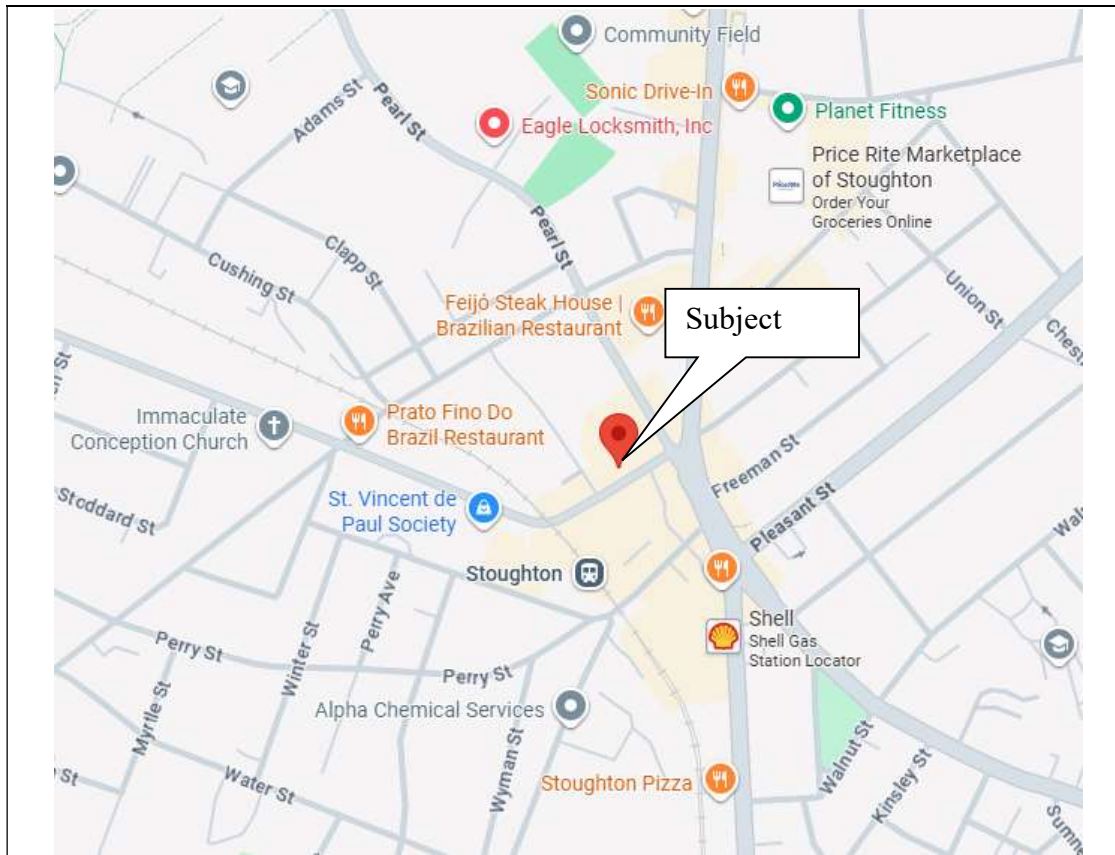 Community Field
Sonic Drive-In
Planet Fitness
Adams St
Pearl St
Eagle Locksmith, Inc
Price Rite Marketplace
of Stoughton
Order Your
Groceries Online
PriceRite
Pearl St
Clapp St
Cushing St
Union St
Feijó Steak House |
Brazilian Restaurant
Subject
Immaculate
Conception Church
Prato Fino Do
Brazil Restaurant
Freeman St
Stoddard St
St. Vincent de
Paul Society
Pleasant St
Stoughton
Perry Ave
Shell
Shell Gas
Station Locator
Perry St
Winter St
Perry St
Myrtle St
Alpha Chemical Services
Wyman St
Walnut St
Water St
Stoughton Pizza
Kinsley St
St